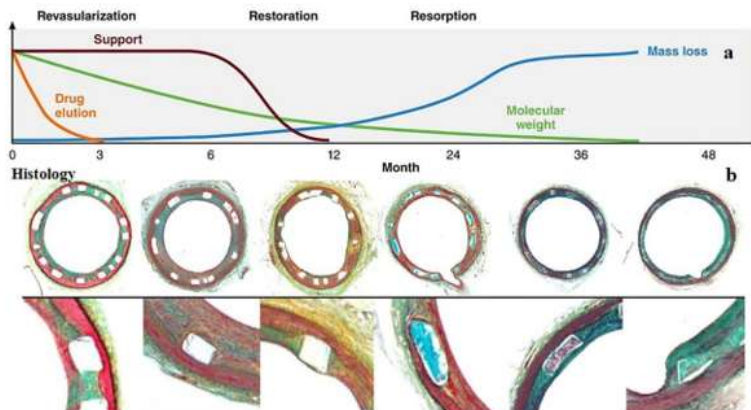 Revasularization Restoration Resorption
Support
a
Mass loss
Drug
elution
Molecular
weight
0 3 6 12 24 36 48
Month
Histology
b